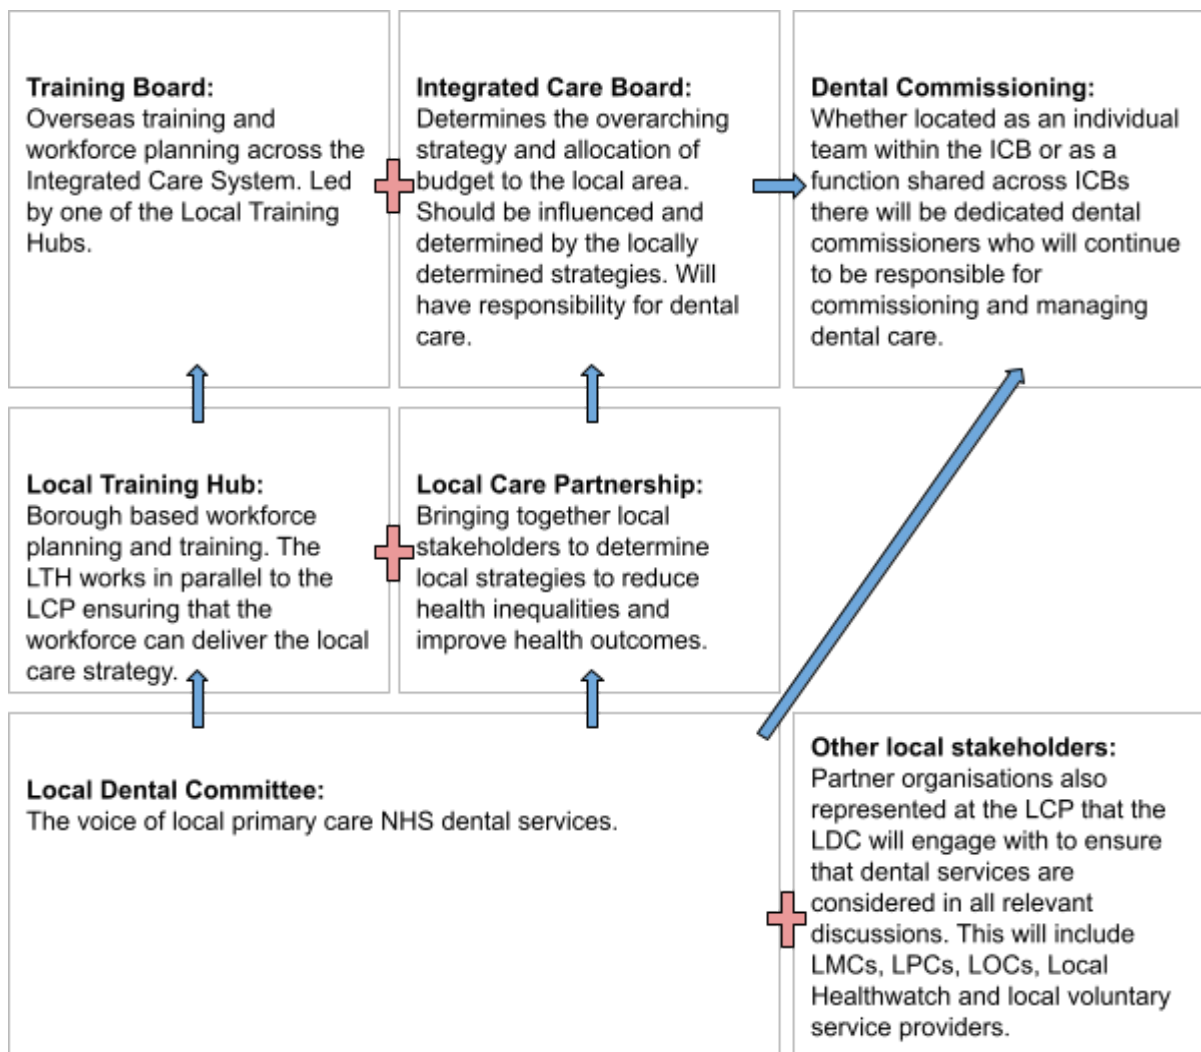 Training Board:
Overseas training and
workforce planning across the
Integrated Care System. Led
by one of the Local Training
Hubs.
Integrated Care Board:
Determines the overarching
strategy and allocation of
budget to the local area.
Should be influenced and
determined by the locally
determined strategies. Will
have responsibility for dental
care.
Dental Commissioning:
Whether located as an individual
team within the ICB or as a
function shared across ICBs
there will be dedicated dental
commissioners who will continue
to be responsible for
commissioning and managing
dental care.
Local Training Hub:
Borough based workforce
planning and training. The
LTH works in parallel to the
LCP ensuring that the
workforce can deliver the local
care strategy.
Local Care Partnership:
Bringing together local
stakeholders to determine
local strategies to reduce
health inequalities and
improve health outcomes.
Local Dental Committee:
The voice of local primary care NHS dental services.
Other local stakeholders:
Partner organisations also
represented at the LCP that the
LDC will engage with to ensure
that dental services are
considered in all relevant
discussions. This will include
LMCs, LPCs, LOCs, Local
Healthwatch and local voluntary
service providers.